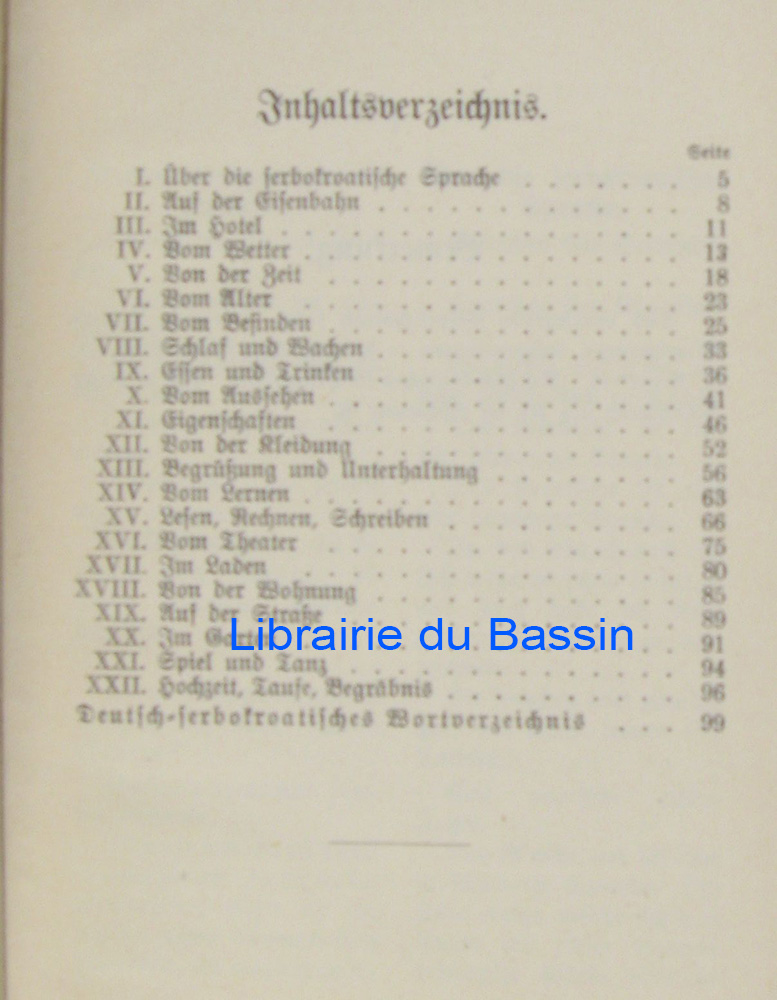 Inhaltsverzeichnis.
Seite
I. Über die serbokroatische Sprache . . . . . . . 5
II. Auf der Eisenbahn . . . . . . . . . . . . . 8
III. Im Hotel . . . . . . . . . . . . . . . . . 11
IV. Vom Wetter . . . . . . . . . . . . . . . . 13
V. Von der Zeit . . . . . . . . . . . . . . . 18
VI. Vom Alter . . . . . . . . . . . . . . . . 23
VII. Vom Befinden . . . . . . . . . . . . . . . 25
VIII. Schlaf und Wachen . . . . . . . . . . . . . 33
IX. Essen und Trinken . . . . . . . . . . . . . 36
X. Vom Aussehen . . . . . . . . . . . . . . . 41
XI. Eigenschaften . . . . . . . . . . . . . . . 46
XII. Von der Kleidung . . . . . . . . . . . . . 52
XIII. Begrüßung und Unterhaltung . . . . . . . . 56
XIV. Vom Lernen . . . . . . . . . . . . . . . . 63
XV. Lesen, Rechnen, Schreiben . . . . . . . . . . 66
XVI. Vom Theater . . . . . . . . . . . . . . . 75
XVII. Im Laden . . . . . . . . . . . . . . . . 80
XVIII. Von der Wohnung . . . . . . . . . . . . . 85
XIX. Auf der Straße . . . . . . . . . . . . . . 89
XX. Im Garten . . . . . . . . . . . . . . . . 91
Librairie du Bassin
XXI. Spiel und Tanz . . . . . . . . . . . . . . 94
XXII. Hochzeit, Taufe, Begräbnis . . . . . . . . . . 96
Deutsch-serbokroatisches Wortverzeichnis . . . 99